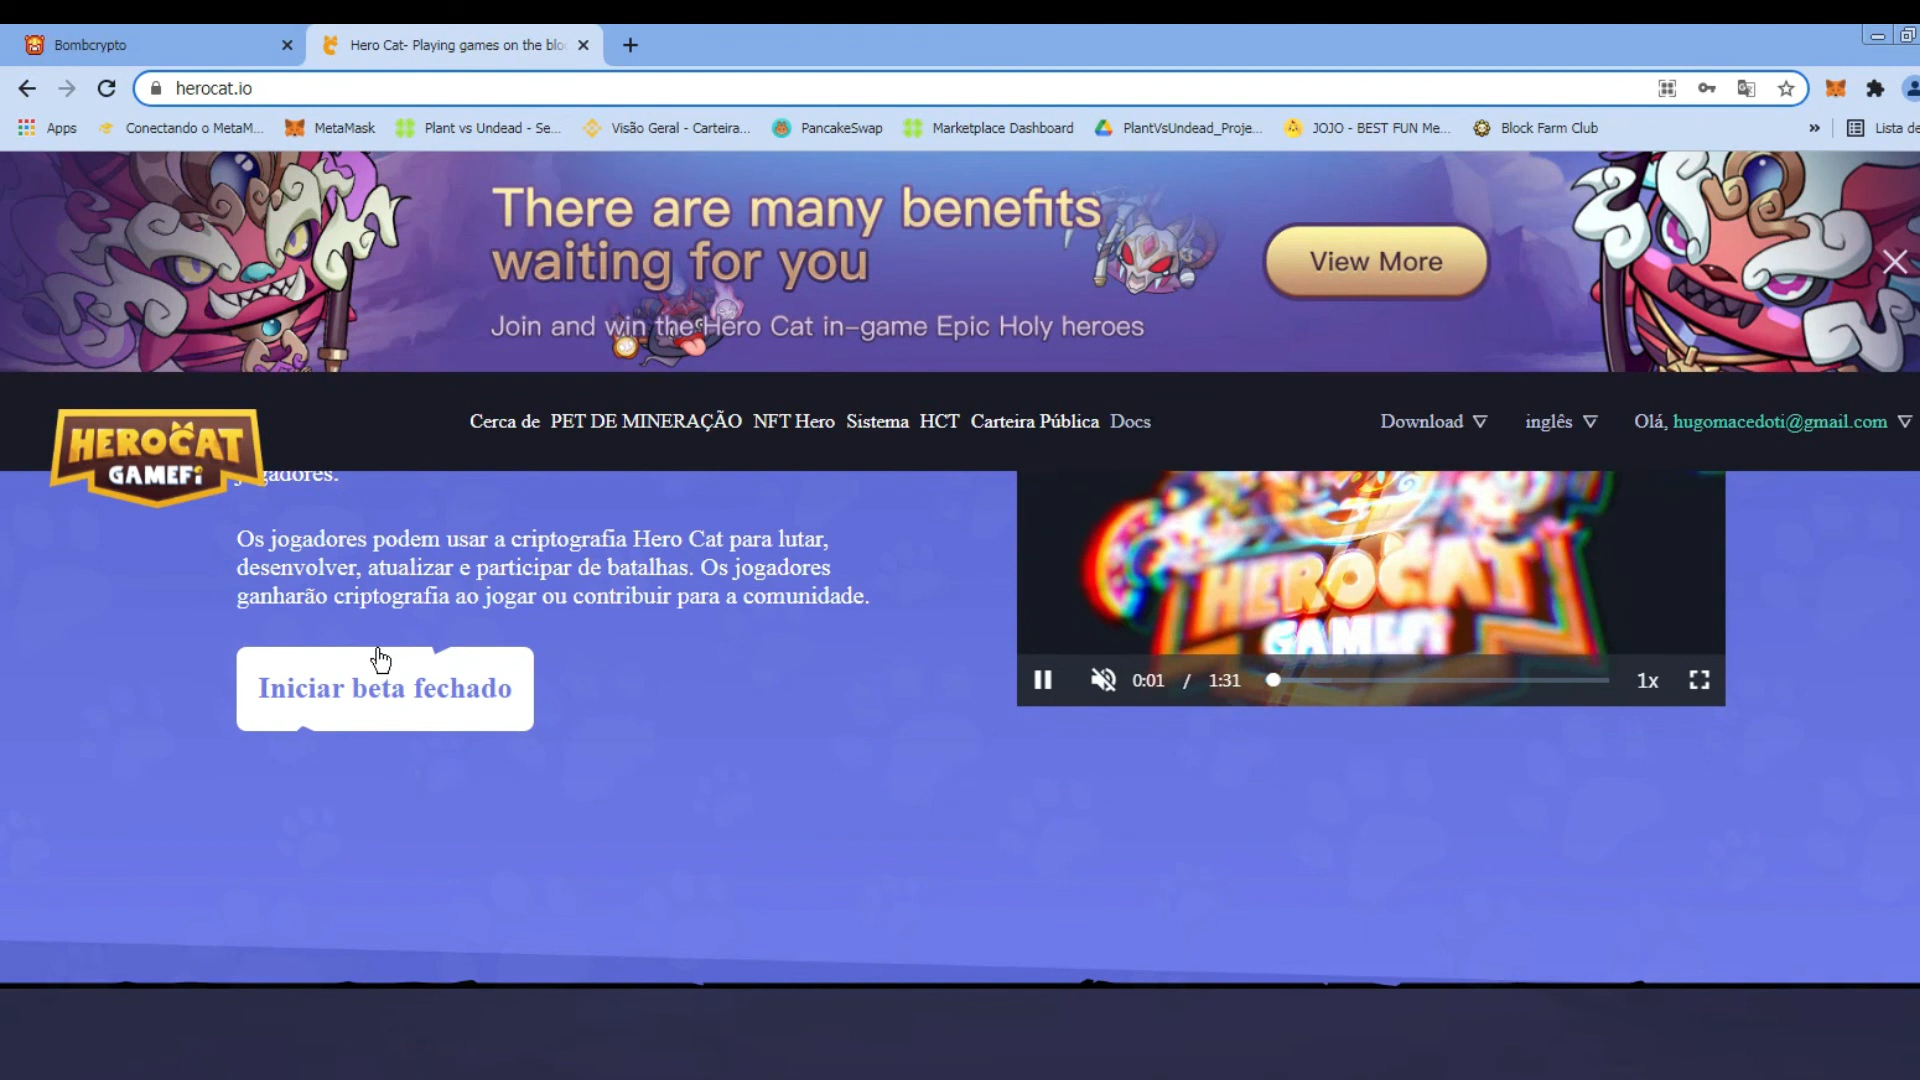 Bombcrypto
Hero Cat- Playing games on the blo
herocat.io
Apps
Conectando o MetaM...
MetaMask
Plant vs Undead - Se...
Visão Geral - Carteira...
PancakeSwap
Marketplace Dashboard
PlantVsUndead_Proje...
JOJO - BEST FUN Me...
Block Farm Club
»
Lista de
There are many benefits
waiting for you
Join and win the Hero Cat in-game Epic Holy heroes
View More
HEROCAT
GAMEFi
Cerca de PET DE MINERAÇÃO NFT Hero Sistema HCT Carteira Pública Docs
Download
inglês
Olá, hugomacedoti@gmail.com
jogadores.
Os jogadores podem usar a criptografia Hero Cat para lutar,
desenvolver, atualizar e participar de batalhas. Os jogadores
ganharão criptografia ao jogar ou contribuir para a comunidade.
Iniciar beta fechado
HEROCAT
GAMEFi
0:01 / 1:31
1x